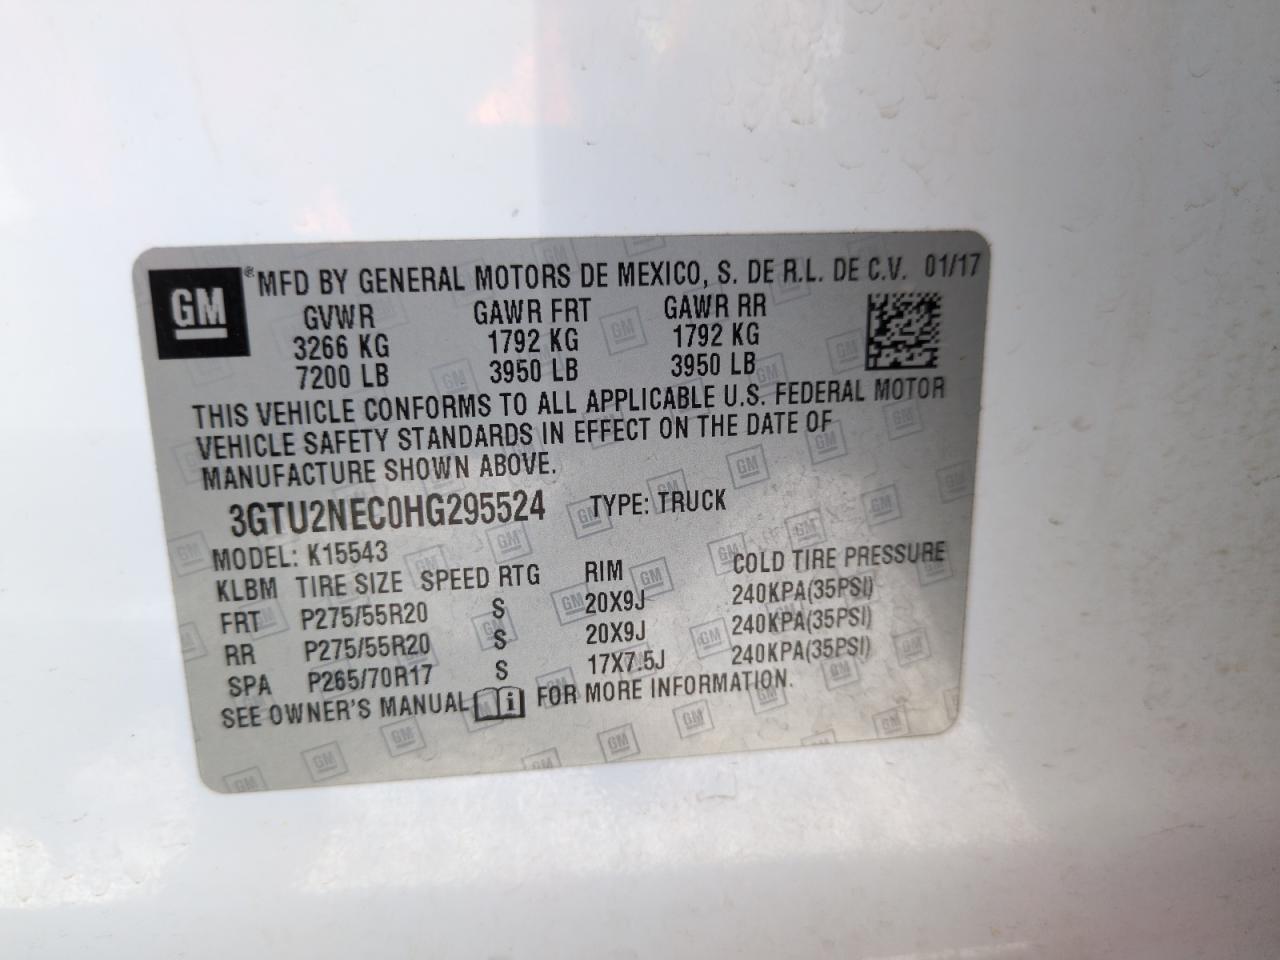 GM ® MFD BY GENERAL MOTORS DE MEXICO, S. DE R.L. DE C.V. 01/17
GVWR GAWR FRT GAWR RR
3266 KG 1792 KG 1792 KG
7200 LB 3950 LB 3950 LB
THIS VEHICLE CONFORMS TO ALL APPLICABLE U.S. FEDERAL MOTOR
VEHICLE SAFETY STANDARDS IN EFFECT ON THE DATE OF
MANUFACTURE SHOWN ABOVE.
3GTU2NEC0HG295524 TYPE: TRUCK
MODEL: K15543
KLBM TIRE SIZE SPEED RTG RIM COLD TIRE PRESSURE
FRT P275/55R20 S 20X9J 240KPA(35PSI)
RR P275/55R20 S 20X9J 240KPA(35PSI)
SPA P265/70R17 S 17X7.5J 240KPA(35PSI)
SEE OWNER'S MANUAL i FOR MORE INFORMATION.